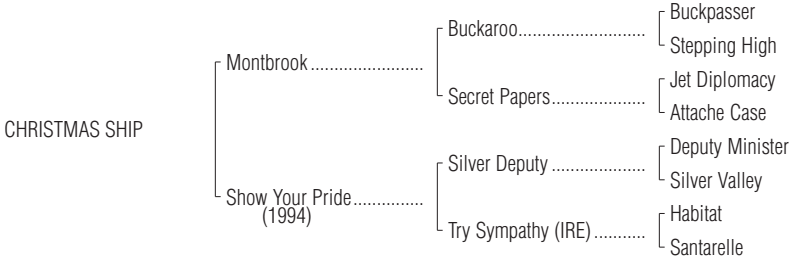 Buckpasser
Buckaroo............................
Stepping High
Montbrook.........................
Jet Diplomacy
Secret Papers.....................
Attache Case
CHRISTMAS SHIP
Deputy Minister
Silver Deputy.....................
Silver Valley
Show Your Pride...............
(1994)
Habitat
Try Sympathy (IRE)...........
Santarelle